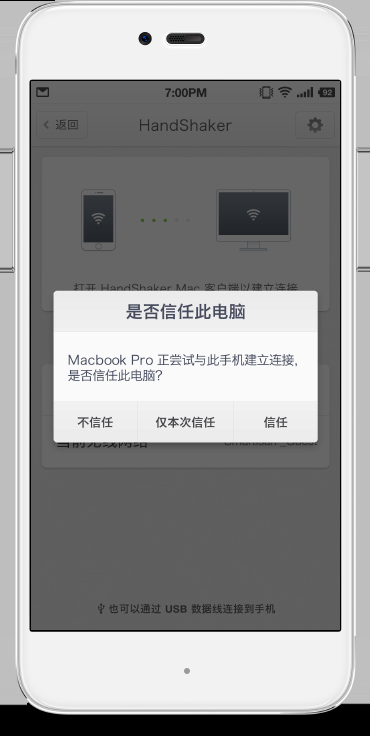 7:00PM
92
返回
HandShaker
打开 HandShaker Mac 客户端以建立连接
是否信任此电脑
Macbook Pro 正尝试与此手机建立连接,
是否信任此电脑?
不信任
仅本次信任
信任
当前无线网络
也可以通过 USB 数据线连接到手机